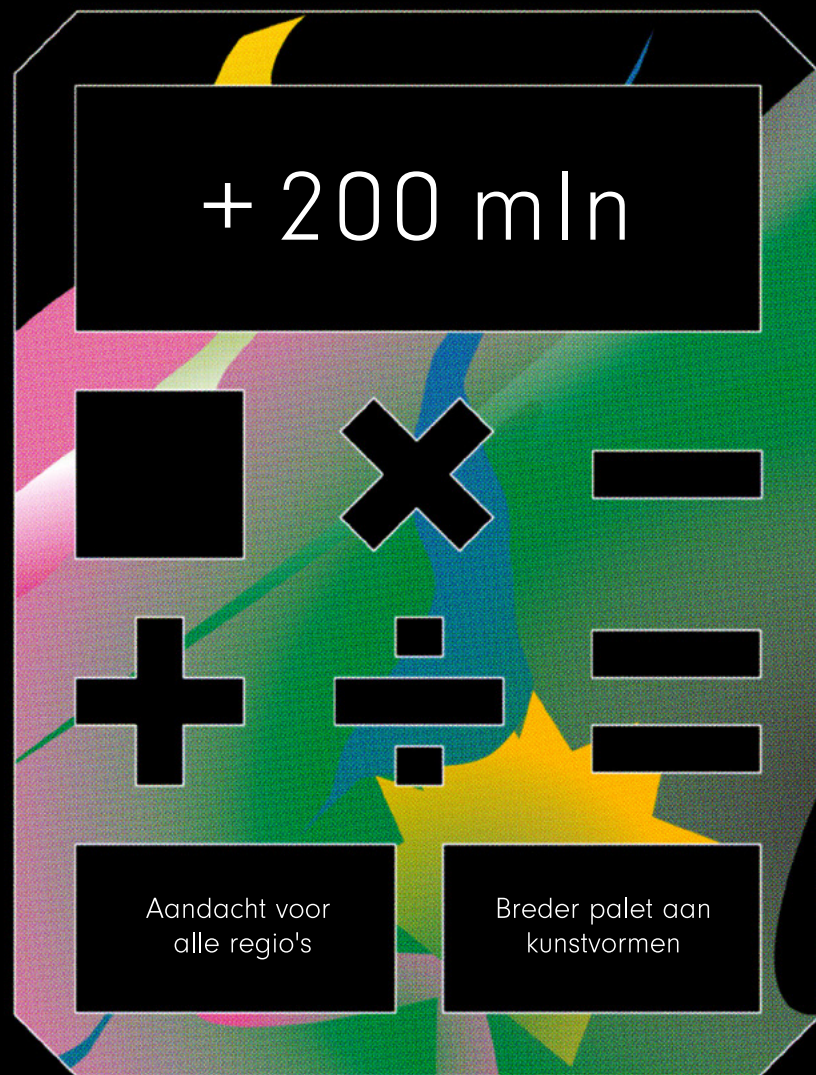 + 200 mln
Aandacht voor
alle regio's
Breder palet aan
kunstvormen